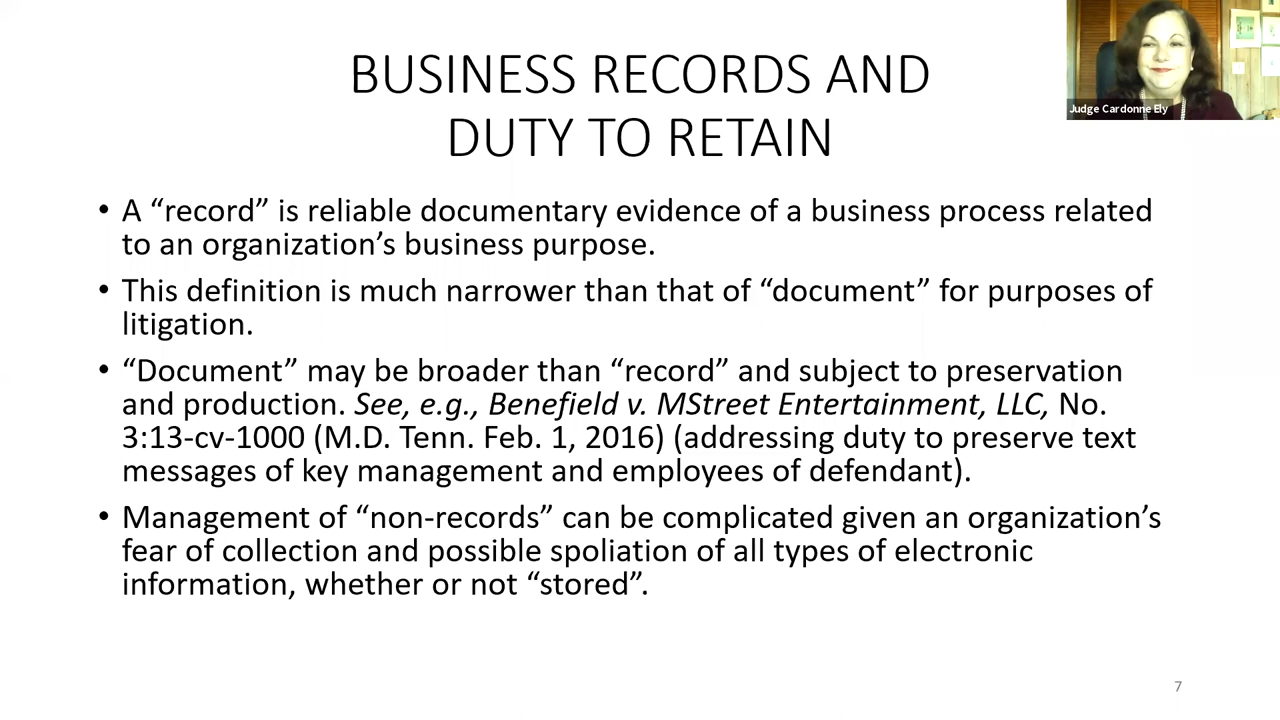 BUSINESS RECORDS AND
DUTY TO RETAIN
Judge Cardonne Ely
• A “record” is reliable documentary evidence of a business process related
to an organization’s business purpose.
• This definition is much narrower than that of “document” for purposes of
litigation.
• “Document” may be broader than “record” and subject to preservation
and production. See, e.g., Benefield v. MStreet Entertainment, LLC, No.
3:13-cv-1000 (M.D. Tenn. Feb. 1, 2016) (addressing duty to preserve text
messages of key management and employees of defendant).
• Management of “non-records” can be complicated given an organization’s
fear of collection and possible spoliation of all types of electronic
information, whether or not “stored”.
7